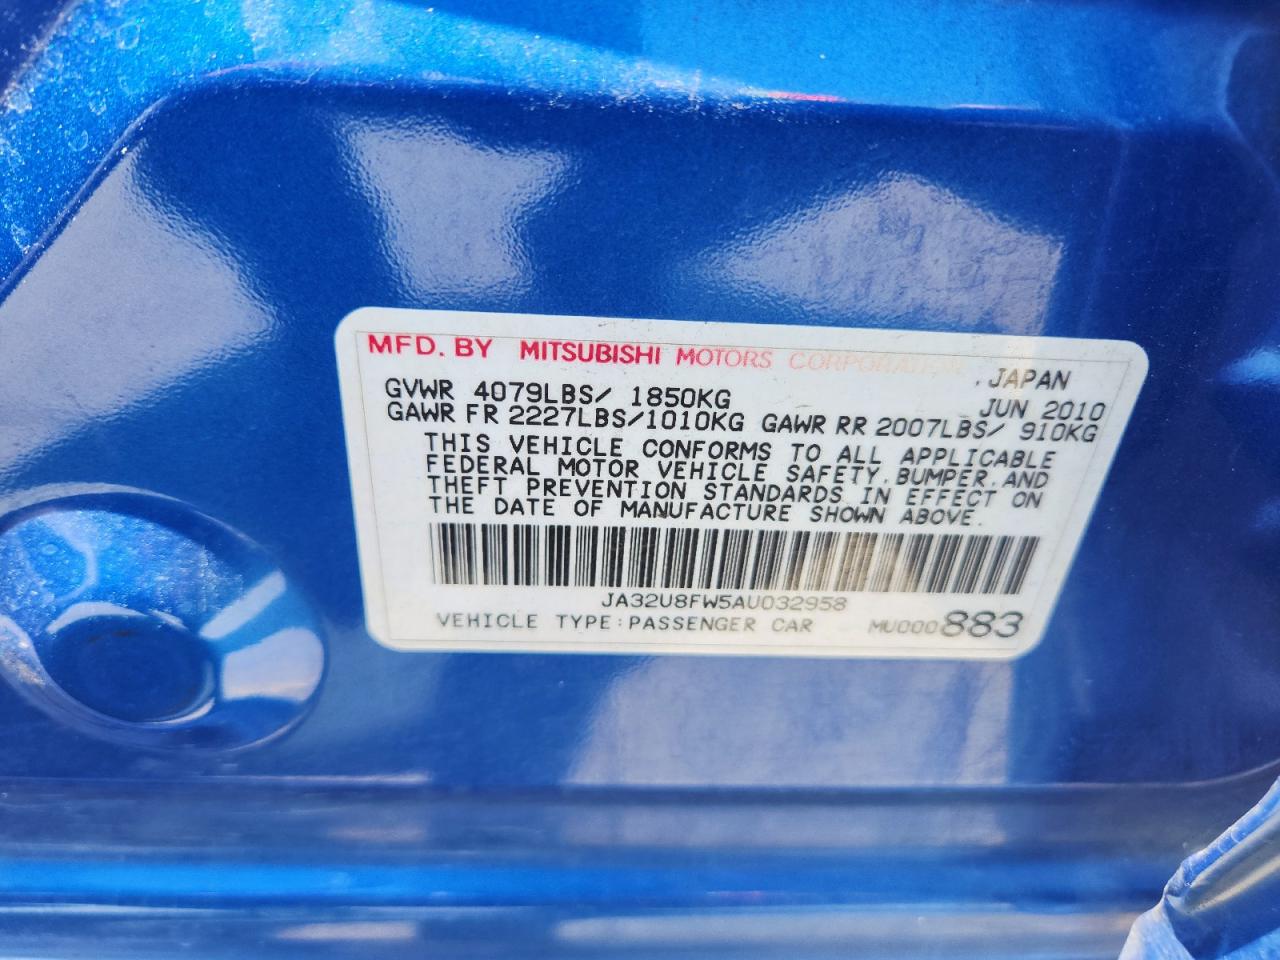 MFD. BY MITSUBISHI MOTORS CORPORATION, JAPAN
GVWR 4079LBS/ 1850KG JUN 2010
GAWR FR 2227LBS/1010KG GAWR RR 2007LBS/ 910KG
THIS VEHICLE CONFORMS TO ALL APPLICABLE
FEDERAL MOTOR VEHICLE SAFETY, BUMPER, AND
THEFT PREVENTION STANDARDS IN EFFECT ON
THE DATE OF MANUFACTURE SHOWN ABOVE.
JA32U8FW5AU032958
VEHICLE TYPE:PASSENGER CAR MU000883